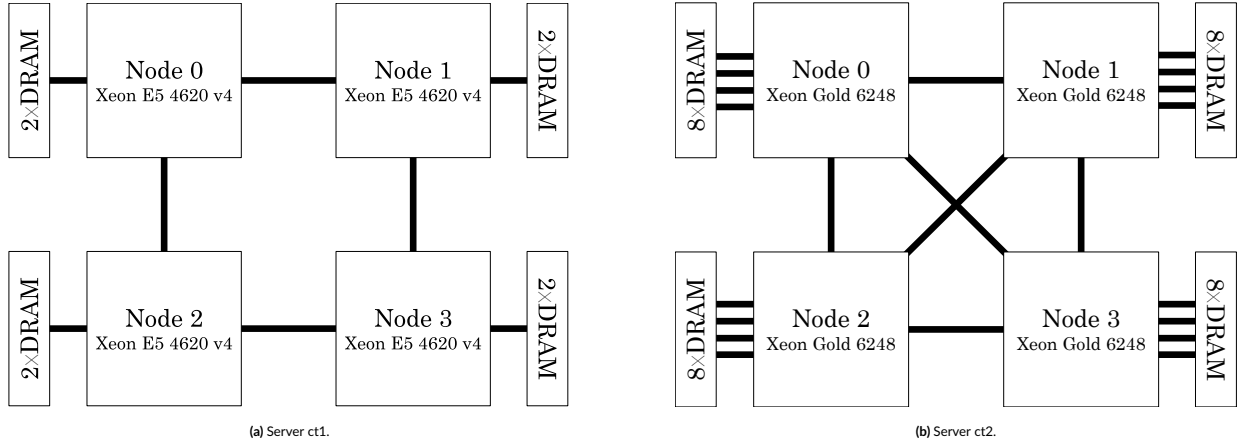 2×DRAM
Node 0
Xeon E5 4620 v4
Node 1
Xeon E5 4620 v4
2×DRAM
2×DRAM
Node 2
Xeon E5 4620 v4
Node 3
Xeon E5 4620 v4
2×DRAM
(a) Server ct1.
8×DRAM
Node 0
Xeon Gold 6248
Node 1
Xeon Gold 6248
8×DRAM
8×DRAM
Node 2
Xeon Gold 6248
Node 3
Xeon Gold 6248
8×DRAM
(b) Server ct2.